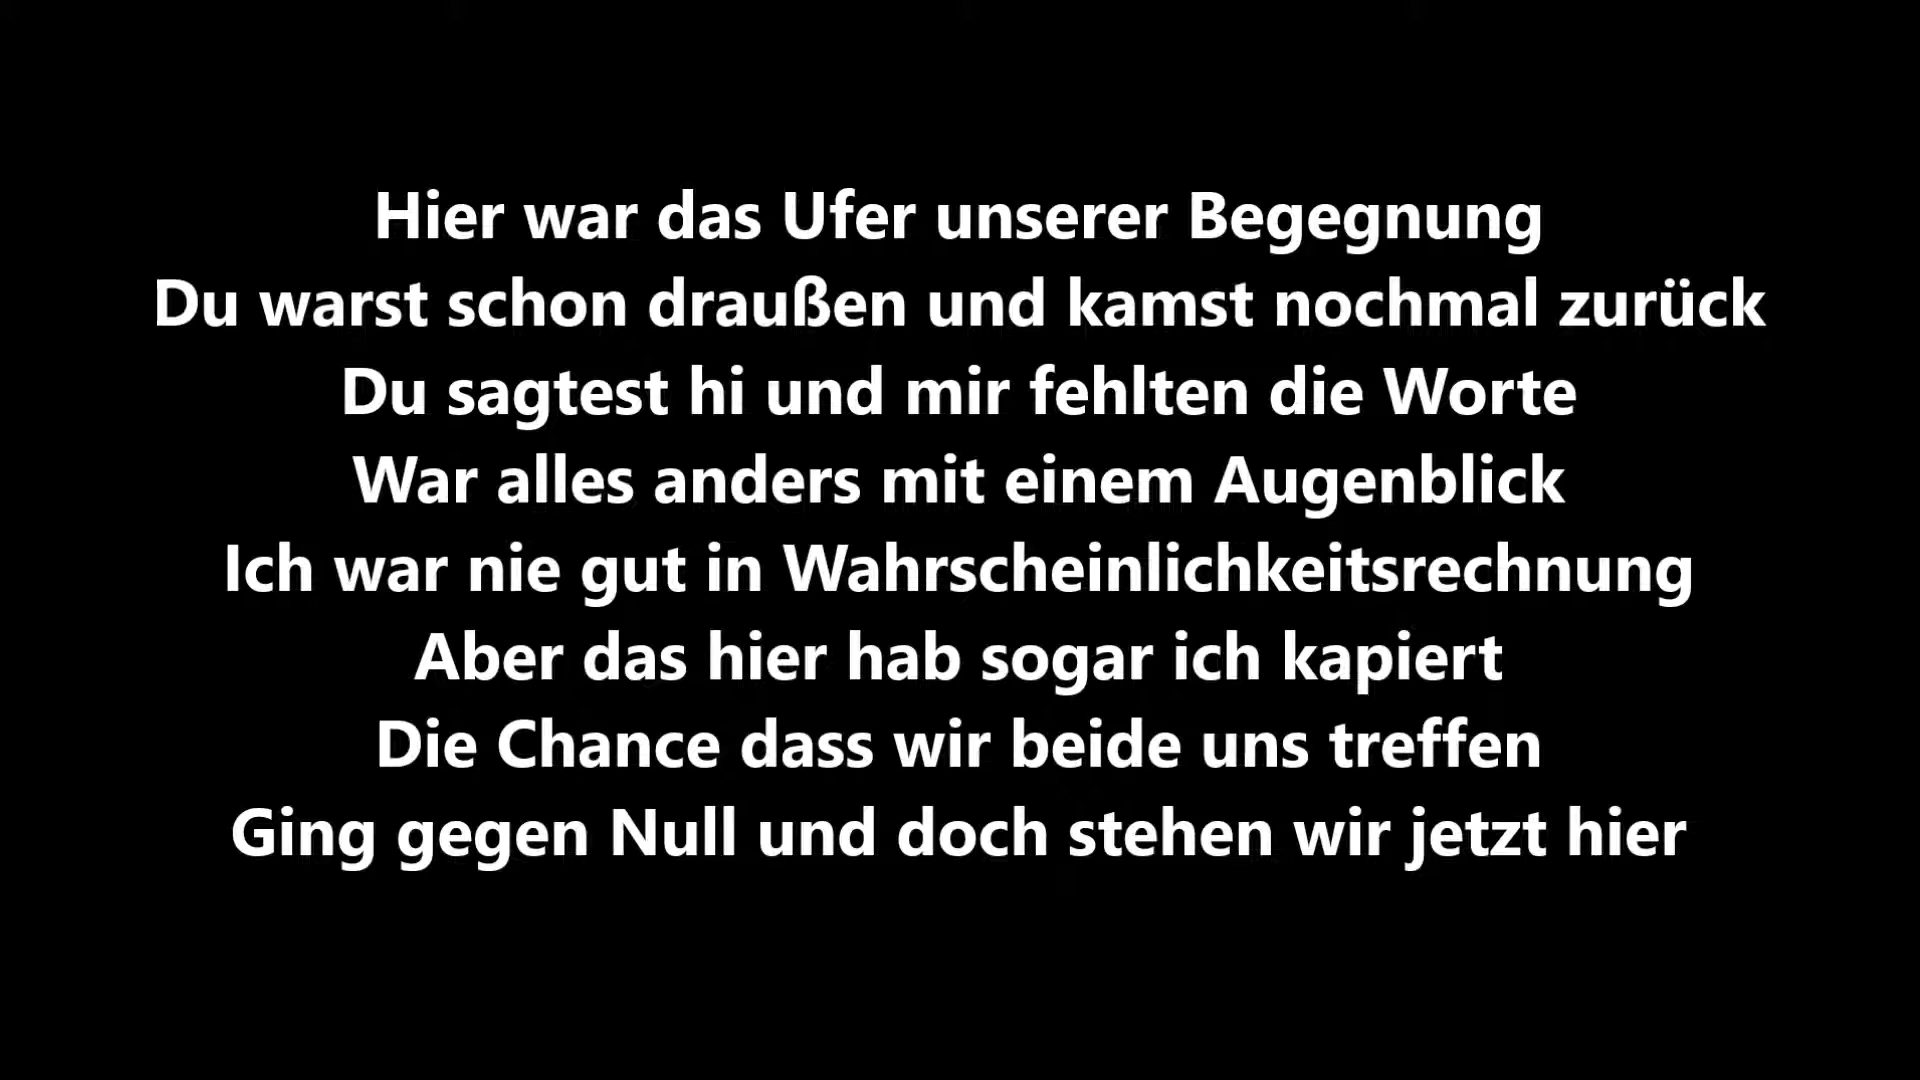 Hier war das Ufer unserer Begegnung
Du warst schon draußen und kamst nochmal zurück
Du sagtest hi und mir fehlten die Worte
War alles anders mit einem Augenblick
Ich war nie gut in Wahrscheinlichkeitsrechnung
Aber das hier hab sogar ich kapiert
Die Chance dass wir beide uns treffen
Ging gegen Null und doch stehen wir jetzt hier